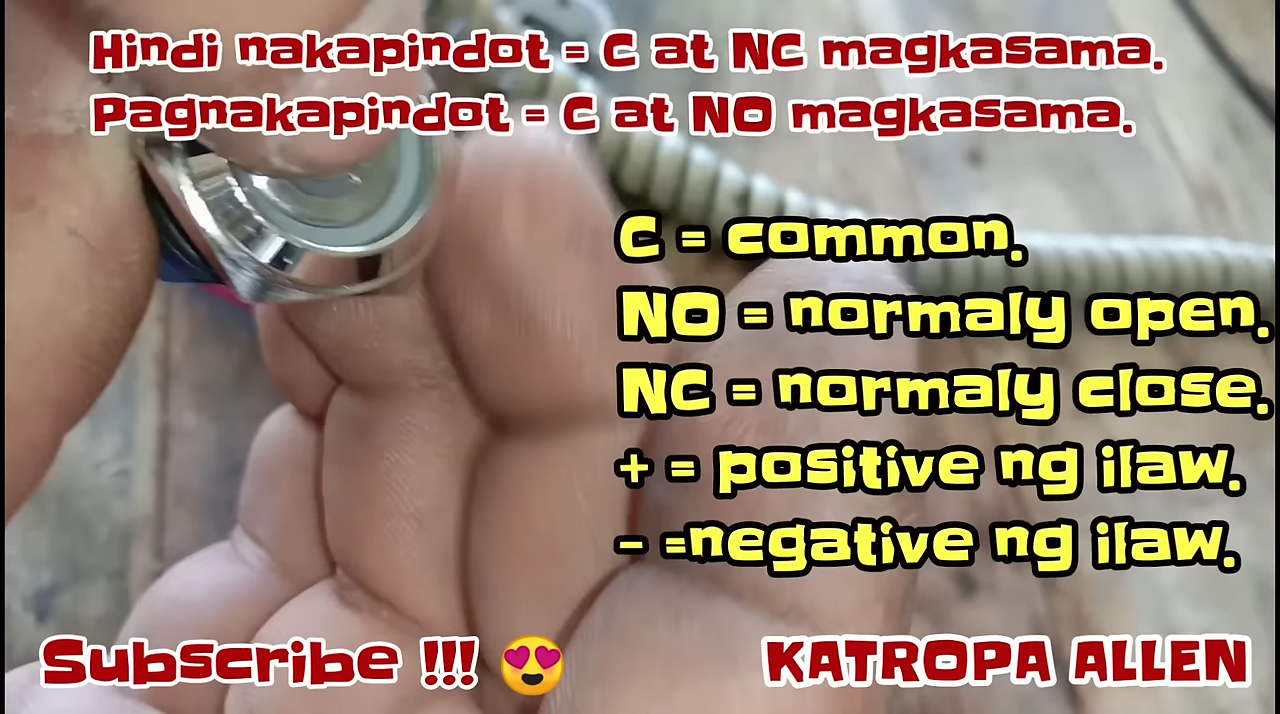 Hindi nakapindot = C at NC magkasama.
Pagnakapindot = C at NO magkasama.
C = common.
NO = normaly open.
NC = normaly close.
+ = positive ng ilaw.
- =negative ng ilaw.
Subscribe !!! 😍
KATROPA ALLEN